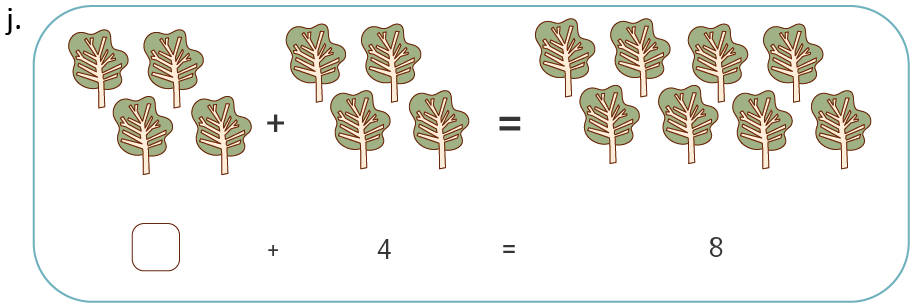 j.
+ =
+ 4 = 8